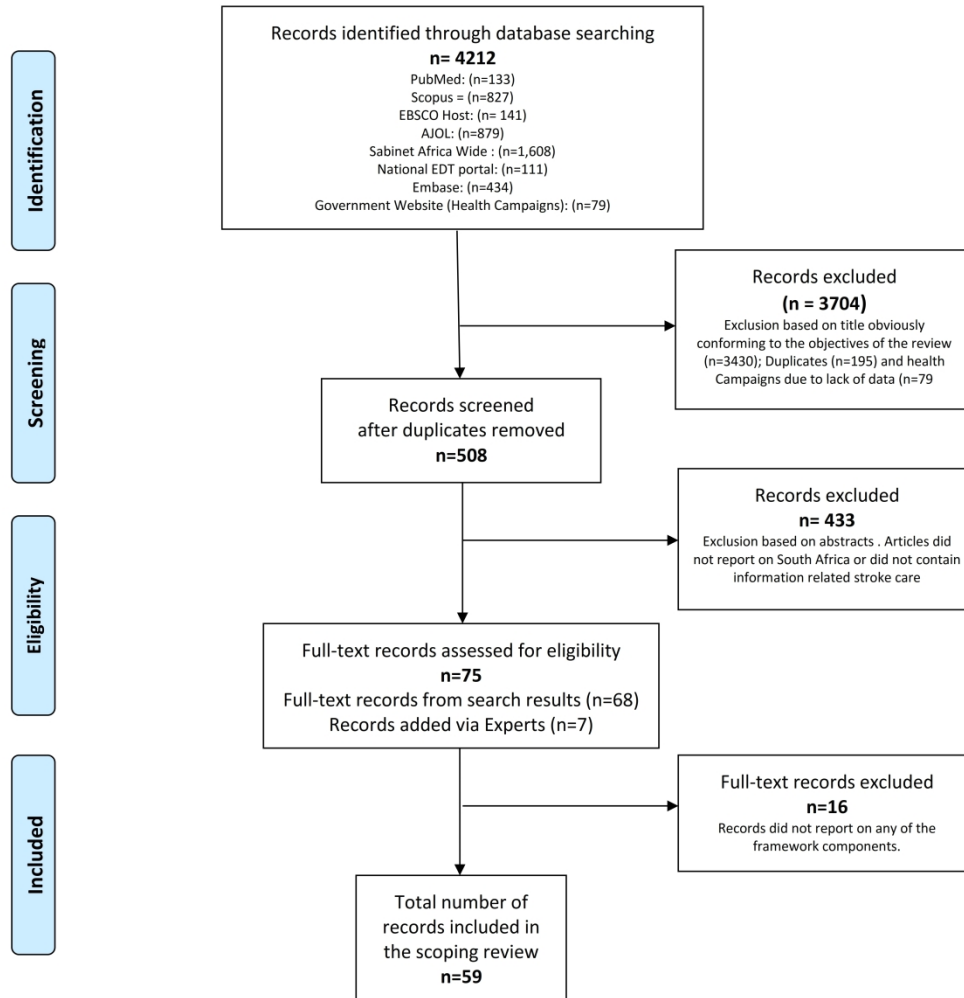 Identification
Records identified through database searching
n= 4212
PubMed: (n=133)
Scopus = (n=827)
EBSCO Host: (n= 141)
AJOL: (n=879)
Sabinet Africa Wide : (n=1,608)
National EDT portal: (n=111)
Embase: (n=434)
Government Website (Health Campaigns): (n=79)
Screening
Records excluded
(n = 3704)
Exclusion based on title obviously
conforming to the objectives of the review
(n=3430); Duplicates (n=195) and health
Campaigns due to lack of data (n=79
Records screened
after duplicates removed
n=508
Records excluded
n= 433
Exclusion based on abstracts . Articles did
not report on South Africa or did not contain
information related stroke care
Eligibility
Full-text records assessed for eligibility
n=75
Full-text records from search results (n=68)
Records added via Experts (n=7)
Included
Full-text records excluded
n=16
Records did not report on any of the
framework components.
Total number of
records included in
the scoping review
n=59